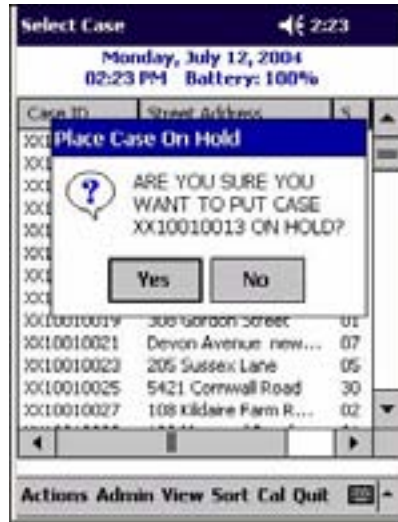 Select Case 2:23
Monday, July 12, 2004
02:23 PM Battery: 100%
Case ID Street Address S
Place Case On Hold
ARE YOU SURE YOU
WANT TO PUT CASE
XX10010013 ON HOLD?
Yes No
XX10010019 308 Gordon Street 01
XX10010021 Devon Avenue new... 07
XX10010023 205 Sussex Lane 05
XX10010025 5421 Cornwall Road 30
XX10010027 108 Kildaire Farm R... 02
Actions Admin View Sort Cal Quit